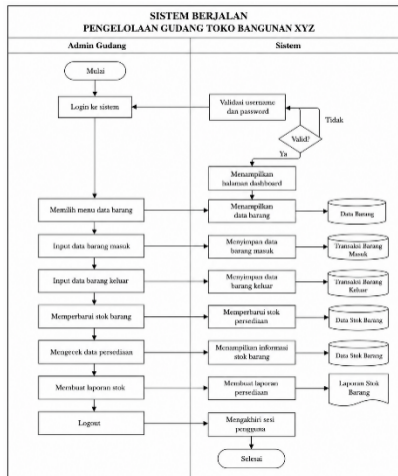 SISTEM BERJALAN
PENGELOLAAN GUDANG TOKO BANGUNAN XYZ
Admin Gudang
Sistem
Mulai
Login ke sistem
Validasi username
dan password
Tidak
Valid?
Ya
Menampilkan
halaman dashboard
Memilih menu data barang
Menampilkan
data barang
Data Barang
Input data barang masuk
Menyimpan data
barang masuk
Transaksi Barang
Masuk
Input data barang keluar
Menyimpan data
barang keluar
Transaksi Barang
Keluar
Memperbarui stok barang
Memperbarui stok
persediaan
Data Stok Barang
Mengecek data persediaan
Menampilkan informasi
stok barang
Data Stok Barang
Membuat laporan stok
Membuat laporan
persediaan
Laporan Stok
Barang
Logout
Mengakhiri sesi
pengguna
Selesai